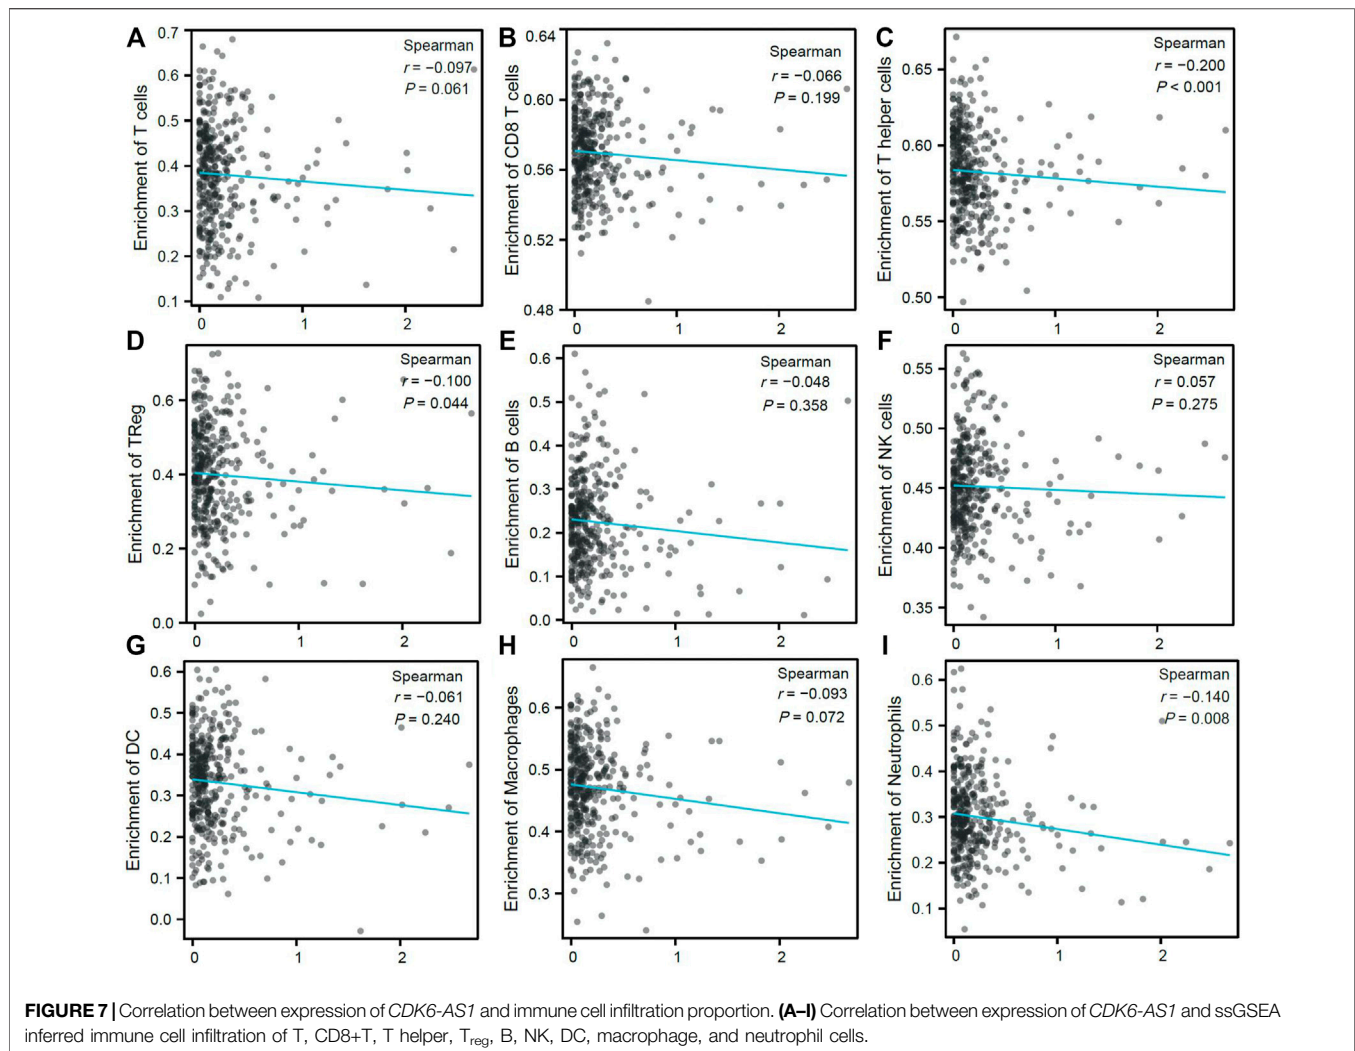 A
Enrichment of T cells
0.7
0.6
0.5
0.4
0.3
0.2
0.1
Spearman
r = −0.097
P = 0.061
0 1 2
B
Enrichment of CD8 T cells
0.64
0.60
0.56
0.52
0.48
Spearman
r = −0.066
P = 0.199
0 1 2
C
Enrichment of T helper cells
0.65
0.60
0.55
0.50
Spearman
r = −0.200
P < 0.001
0 1 2
D
Enrichment of TReg
0.6
0.4
0.2
0.0
Spearman
r = −0.100
P = 0.044
0 1 2
E
Enrichment of B cells
0.6
0.5
0.4
0.3
0.2
0.1
0.0
Spearman
r = −0.048
P = 0.358
0 1 2
F
Enrichment of NK cells
0.55
0.50
0.45
0.40
0.35
Spearman
r = 0.057
P = 0.275
0 1 2
G
Enrichment of DC
0.6
0.5
0.4
0.3
0.2
0.1
0.0
Spearman
r = −0.061
P = 0.240
0 1 2
H
Enrichment of Macrophages
0.6
0.5
0.4
0.3
Spearman
r = −0.093
P = 0.072
0 1 2
I
Enrichment of Neutrophils
0.6
0.5
0.4
0.3
0.2
0.1
Spearman
r = −0.140
P = 0.008
0 1 2
FIGURE 7 | Correlation between expression of CDK6-AS1 and immune cell infiltration proportion. (A–I) Correlation between expression of CDK6-AS1 and ssGSEA
inferred immune cell infiltration of T, CD8+T, T helper, Treg, B, NK, DC, macrophage, and neutrophil cells.